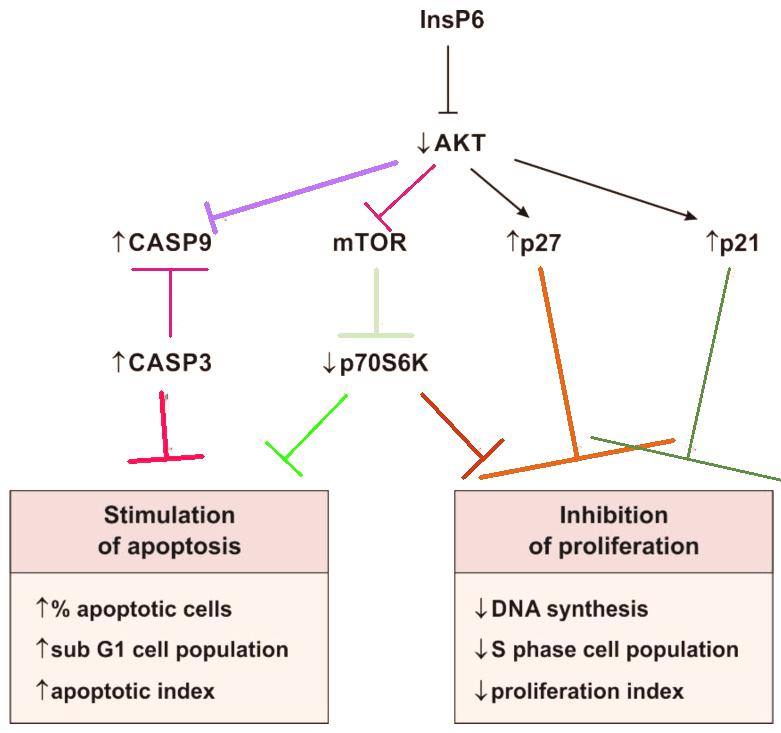 InsP6
↓AKT
↑CASP9
mTOR
↑p27
↑p21
↑CASP3
↓p70S6K
Stimulation
of apoptosis
↑% apoptotic cells
↑sub G1 cell population
↑apoptotic index
Inhibition
of proliferation
↓DNA synthesis
↓S phase cell population
↓proliferation index